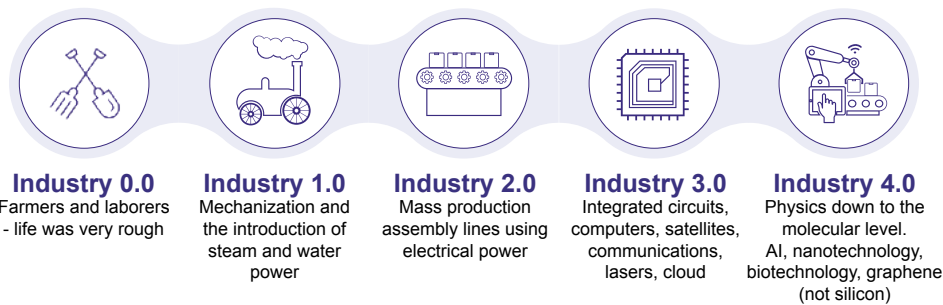 Industry 0.0
Farmers and laborers
- life was very rough
Industry 1.0
Mechanization and
the introduction of
steam and water
power
Industry 2.0
Mass production
assembly lines using
electrical power
Industry 3.0
Integrated circuits,
computers, satellites,
communications,
lasers, cloud
Industry 4.0
Physics down to the
molecular level.
AI, nanotechnology,
biotechnology, graphene
(not silicon)